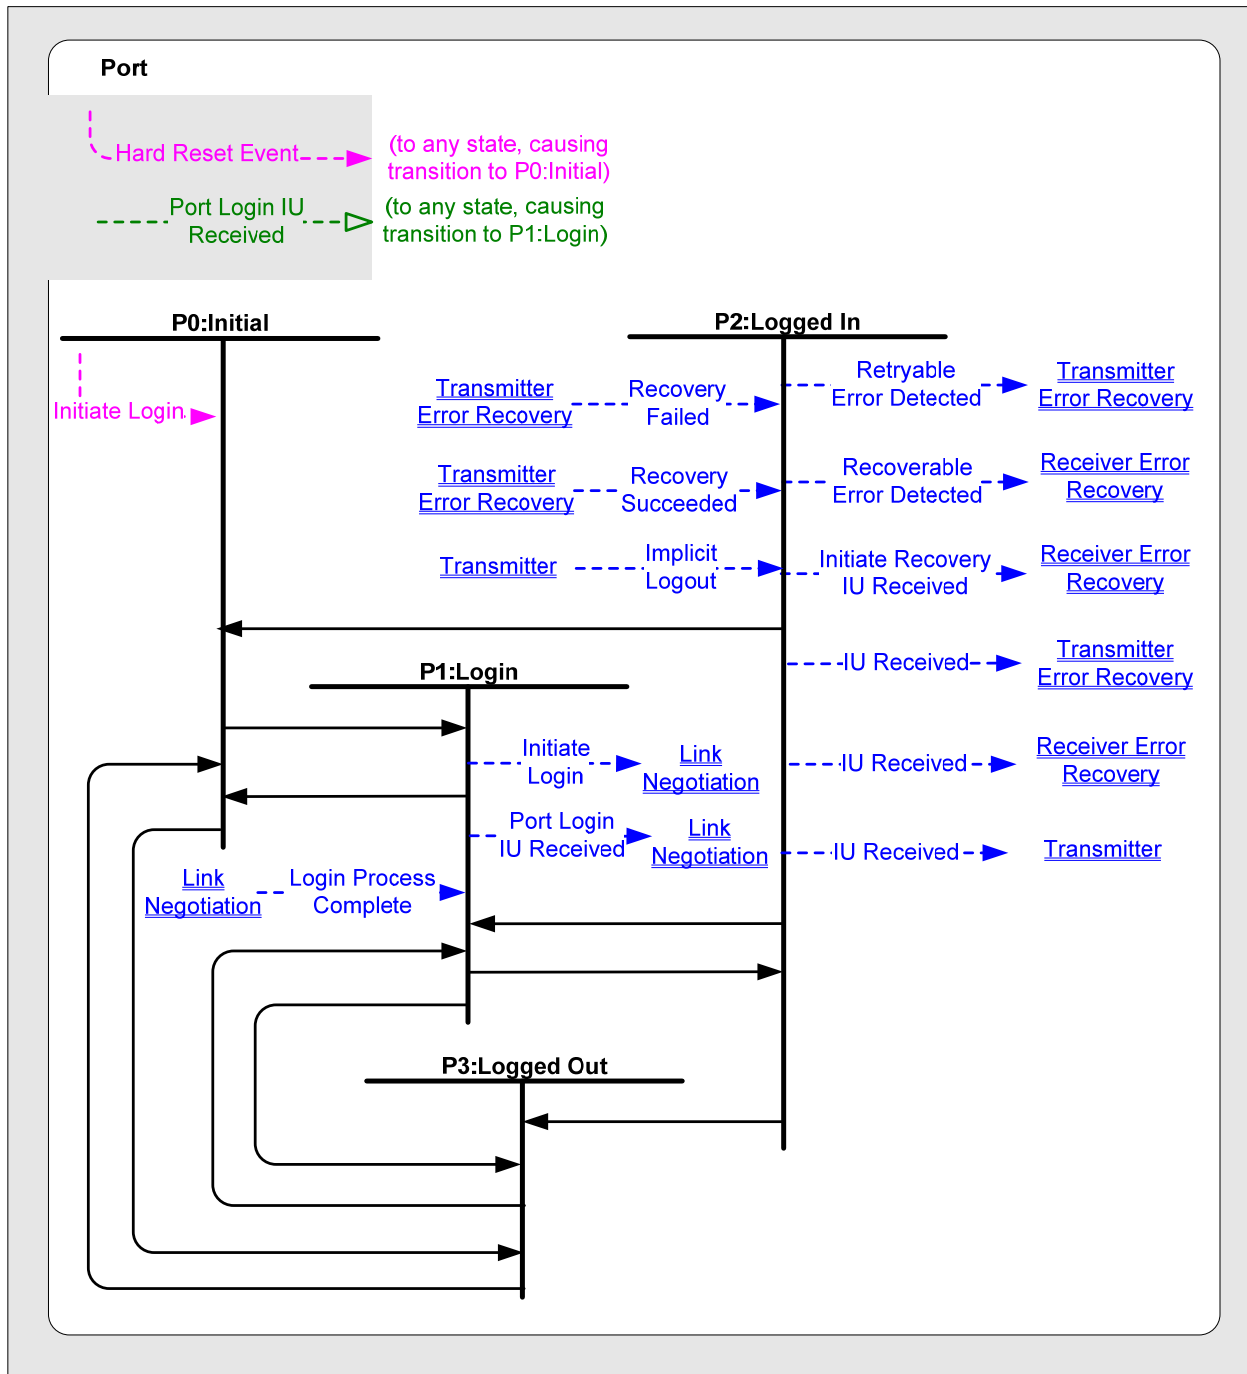 Port
Hard Reset Event
(to any state, causing
transition to P0:Initial)
Port Login IU
Received
(to any state, causing
transition to P1:Login)
P0:Initial
Initiate Login
P2:Logged In
Transmitter
Error Recovery
Recovery
Failed
Retryable
Error Detected
Transmitter
Error Recovery
Transmitter
Error Recovery
Recovery
Succeeded
Recoverable
Error Detected
Receiver Error
Recovery
Transmitter
Implicit
Logout
Initiate Recovery
IU Received
Receiver Error
Recovery
IU Received
Transmitter
Error Recovery
P1:Login
Initiate
Login
Link
Negotiation
IU Received
Receiver Error
Recovery
Port Login
IU Received
Link
Negotiation
IU Received
Transmitter
Link
Negotiation
Login Process
Complete
P3:Logged Out